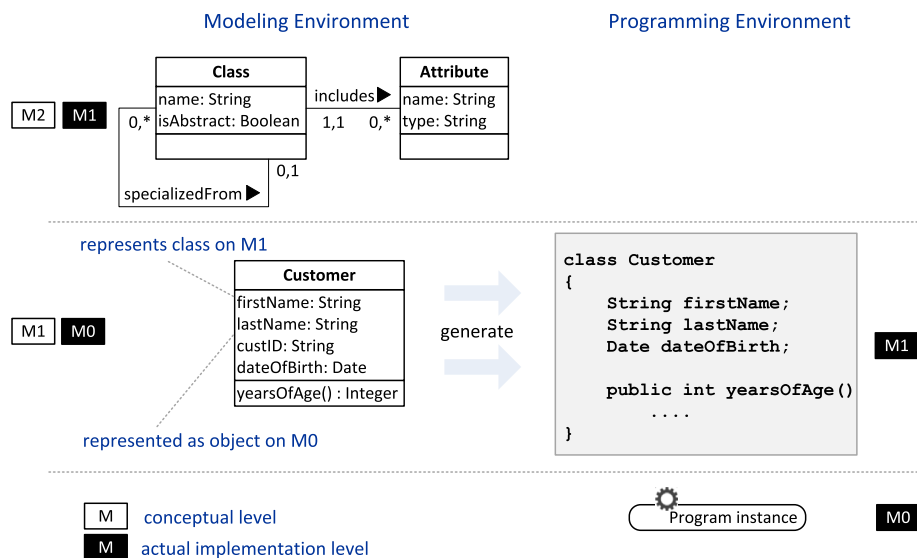 Modeling Environment
Programming Environment
Class
name: String
isAbstract: Boolean
includes
Attribute
name: String
type: String
M2
M1
0,*
1,1
0,*
0,1
specializedFrom
represents class on M1
Customer
firstName: String
lastName: String
custID: String
dateOfBirth: Date
yearsOfAge() : Integer
M1
M0
generate
represented as object on M0
class Customer
{
String firstName;
String lastName;
Date dateOfBirth;
public int yearsOfAge()
....
}
M1
M
conceptual level
M
actual implementation level
Program instance
M0